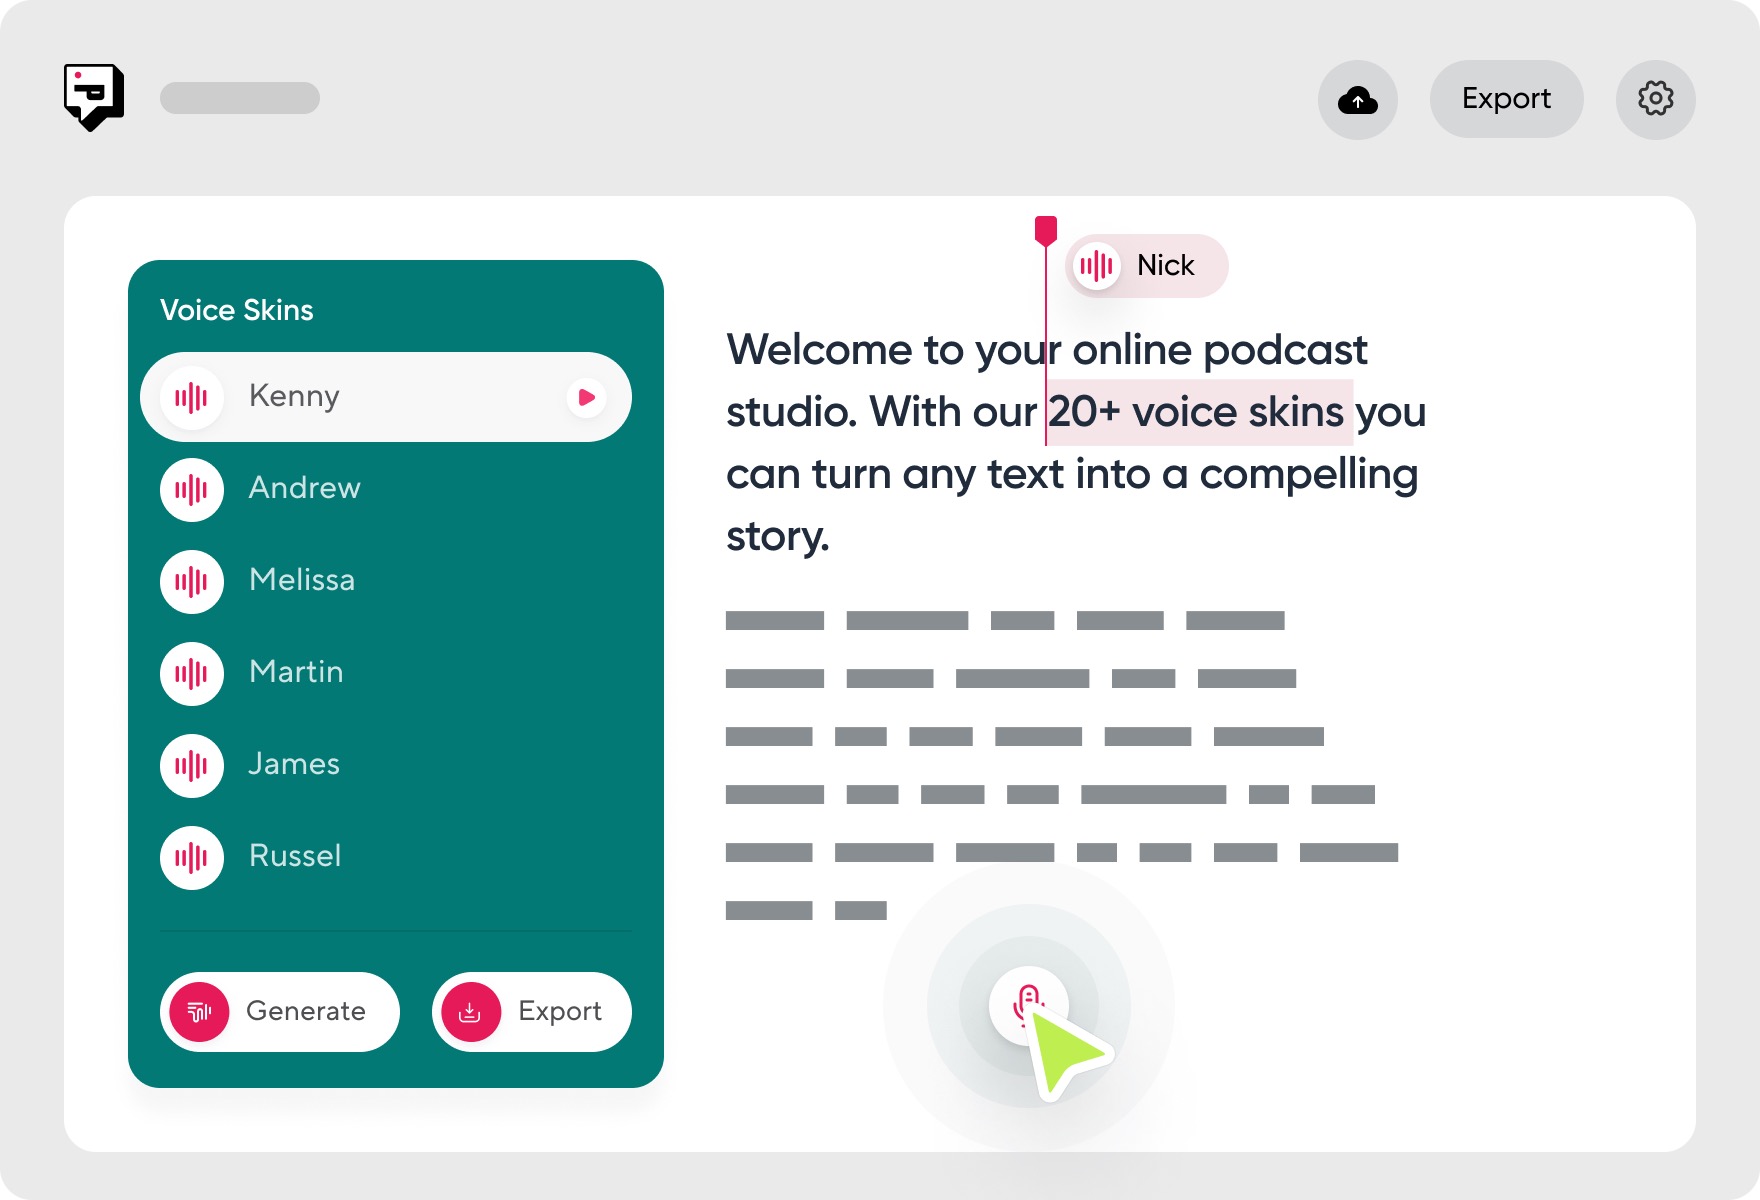 Export
Voice Skins
Kenny
Andrew
Melissa
Martin
James
Russel
Generate
Export
Nick
Welcome to your online podcast
studio. With our 20+ voice skins you
can turn any text into a compelling
story.